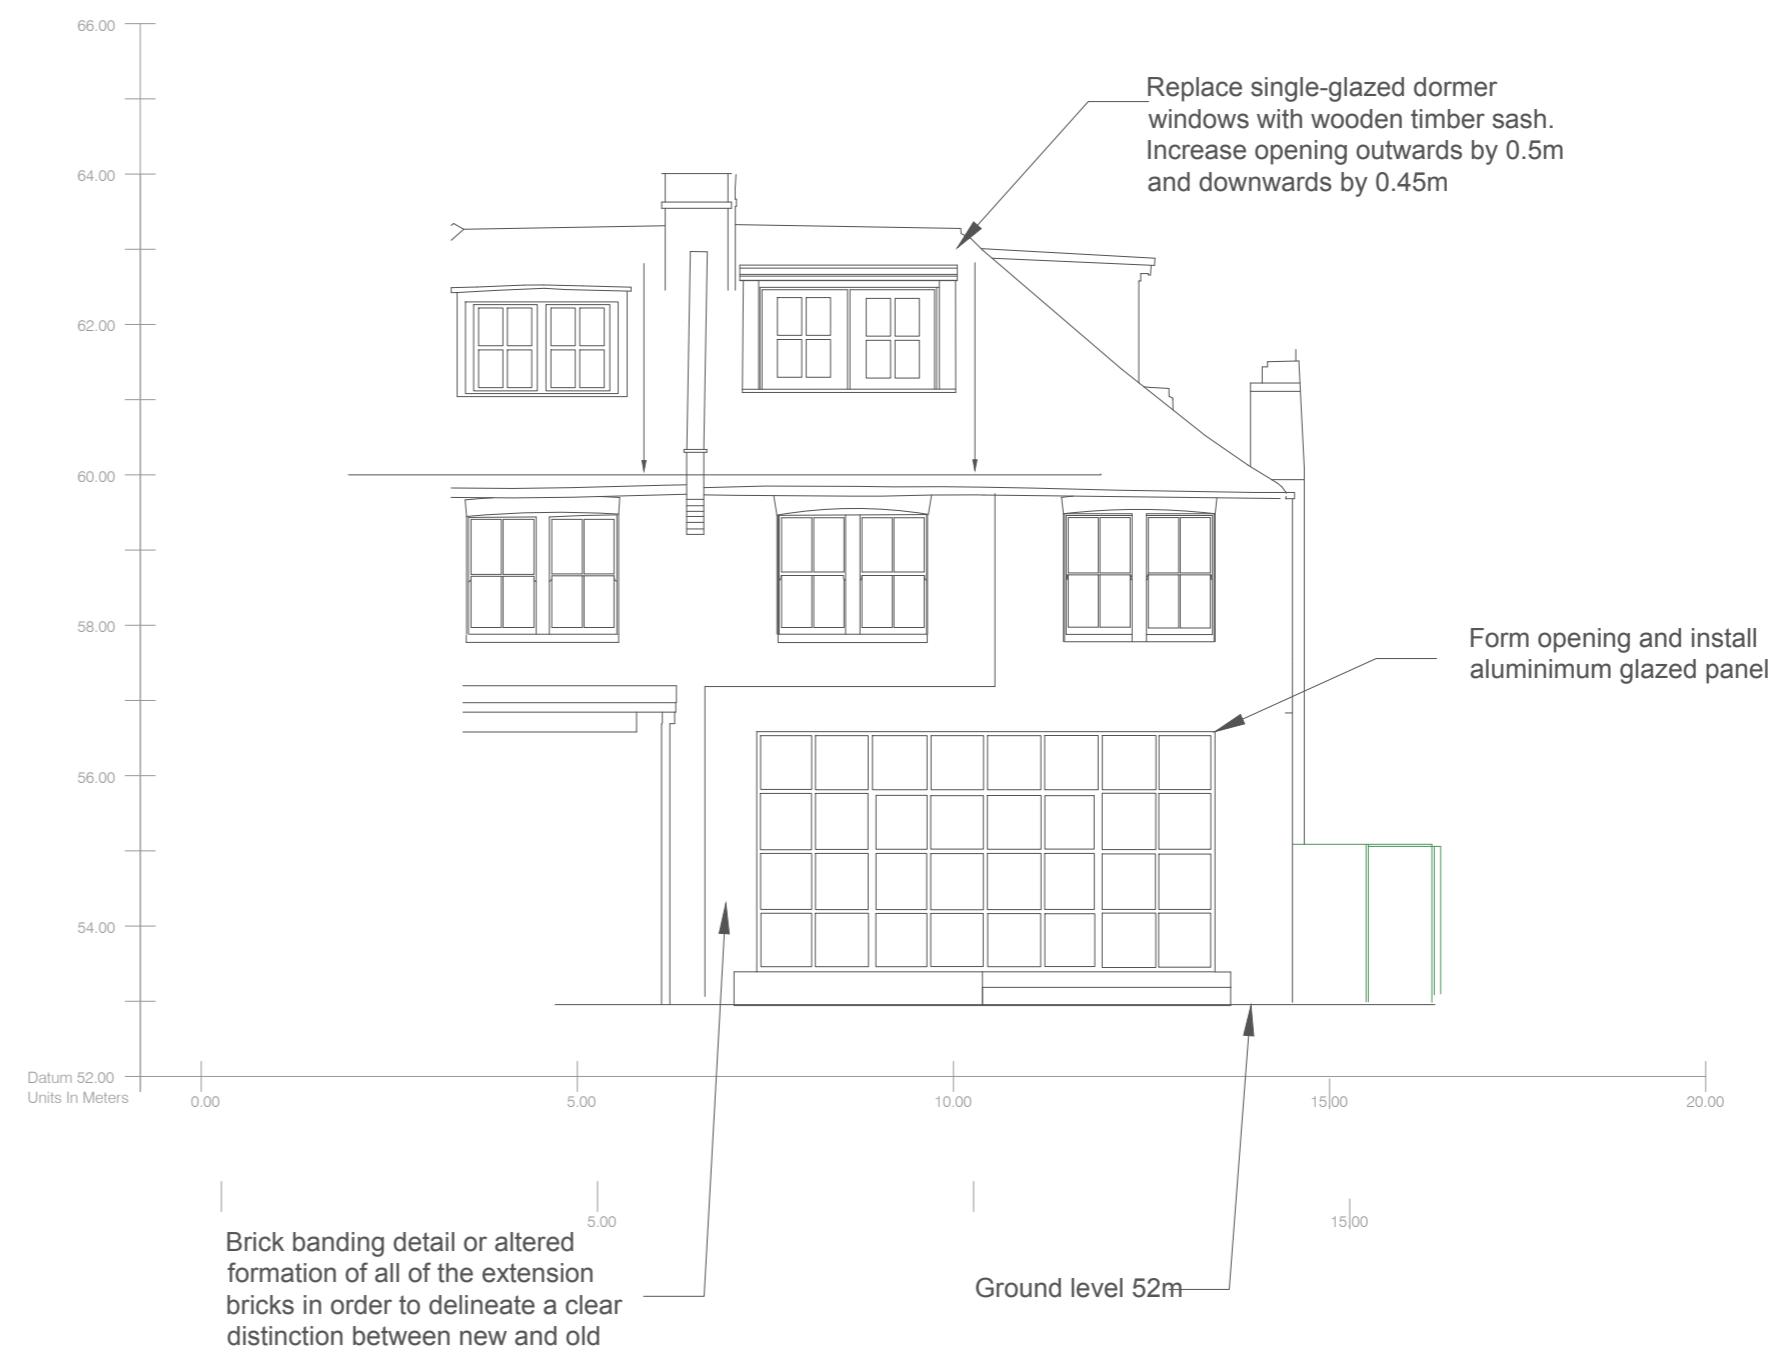 66.00
Replace single-glazed dormer
windows with wooden timber sash.
Increase opening outwards by 0.5m
and downwards by 0.45m
64.00
62.00
60.00
58.00
Form opening and install
aluminimum glazed panel
56.00
54.00
Datum 52.00
Units In Meters
0.00 5.00 10.00 15.00 20.00
5.00 15.00
Brick banding detail or altered
formation of all of the extension
bricks in order to delineate a clear
distinction between new and old
Ground level 52m